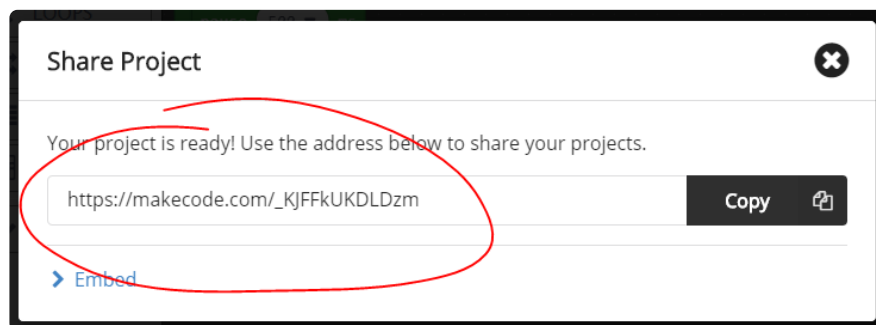 LOOPS
Share Project
Your project is ready! Use the address below to share your projects.
https://makecode.com/_KJFFkUKDLDzm
Copy
Embed